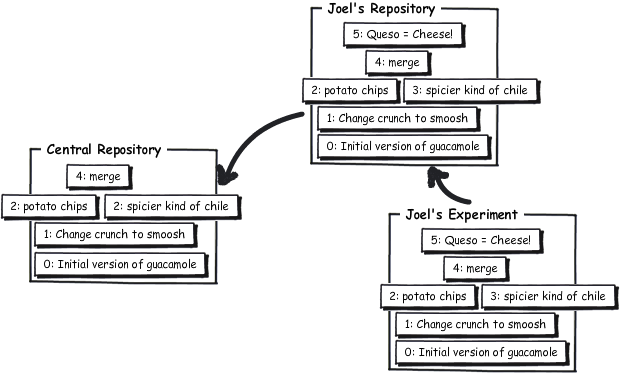 Joel's Repository
5: Queso = Cheese!
4: merge
2: potato chips
3: spicier kind of chile
1: Change crunch to smoosh
0: Initial version of guacamole
Central Repository
4: merge
2: potato chips
2: spicier kind of chile
1: Change crunch to smoosh
0: Initial version of guacamole
Joel's Experiment
5: Queso = Cheese!
4: merge
2: potato chips
3: spicier kind of chile
1: Change crunch to smoosh
0: Initial version of guacamole